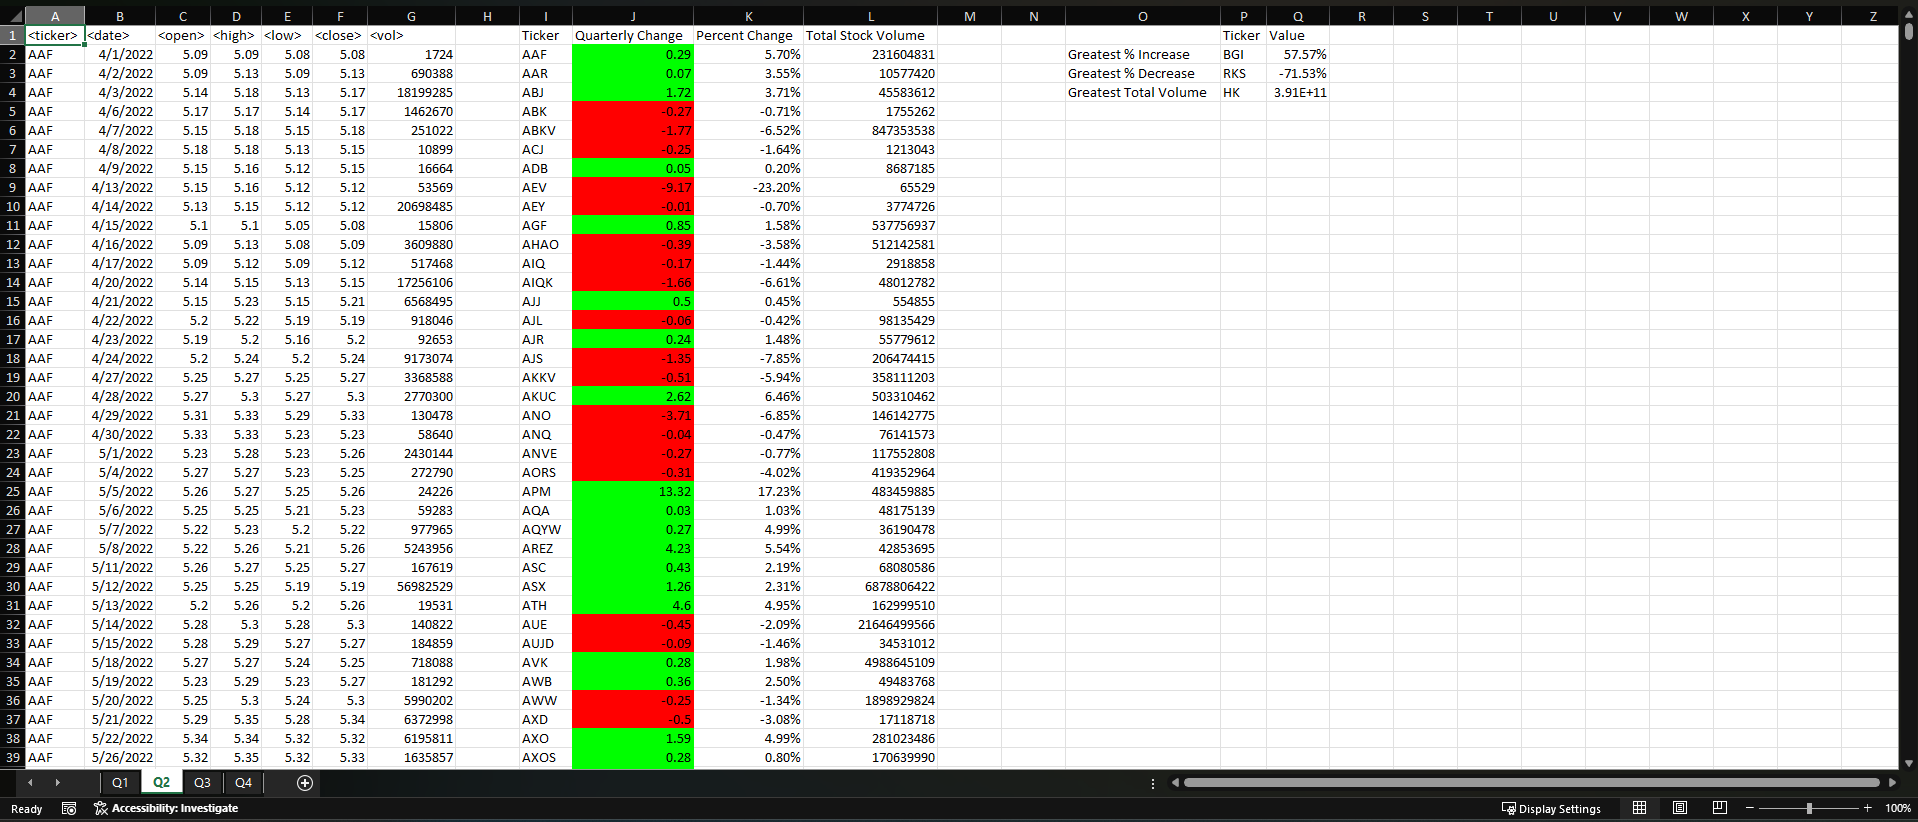 A B C D E F G H I J K L M N O P Q R S T U V W X Y Z
1 <ticker> <date> <open> <high> <low> <close> <vol> Ticker Quarterly Change Percent Change Total Stock Volume Ticker Value
2 AAF 4/1/2022 5.09 5.09 5.08 5.08 1724 AAF 0.29 5.70% 231604831 Greatest % Increase BGI 57.57%
3 AAF 4/2/2022 5.09 5.13 5.09 5.13 690388 AAR 0.07 3.55% 10577420 Greatest % Decrease RKS -71.53%
4 AAF 4/3/2022 5.14 5.18 5.13 5.17 18199285 ABJ 1.72 3.71% 45583612 Greatest Total Volume HK 3.91E+11
5 AAF 4/6/2022 5.17 5.17 5.14 5.17 1462670 ABK -0.27 -0.71% 1755262
6 AAF 4/7/2022 5.15 5.18 5.15 5.18 251022 ABKV -1.77 -6.52% 847353538
7 AAF 4/8/2022 5.18 5.18 5.13 5.15 10899 ACJ -0.25 -1.64% 1213043
8 AAF 4/9/2022 5.15 5.16 5.12 5.15 16664 ADB 0.05 0.20% 8687185
9 AAF 4/13/2022 5.15 5.16 5.12 5.12 53569 AEV -9.17 -23.20% 65529
10 AAF 4/14/2022 5.13 5.15 5.12 5.12 20698485 AEY -0.01 -0.70% 3774726
11 AAF 4/15/2022 5.1 5.1 5.05 5.08 15806 AGF 0.85 1.58% 537756937
12 AAF 4/16/2022 5.09 5.13 5.08 5.09 3609880 AHAO -0.39 -3.58% 512142581
13 AAF 4/17/2022 5.09 5.12 5.09 5.12 517468 AIQ -0.17 -1.44% 2918858
14 AAF 4/20/2022 5.14 5.15 5.13 5.15 17256106 AIQK -1.66 -6.61% 48012782
15 AAF 4/21/2022 5.15 5.23 5.15 5.21 6568495 AJJ 0.5 0.45% 554855
16 AAF 4/22/2022 5.2 5.22 5.19 5.19 918046 AJL -0.06 -0.42% 98135429
17 AAF 4/23/2022 5.19 5.2 5.16 5.2 92653 AJR 0.24 1.48% 55779612
18 AAF 4/24/2022 5.2 5.24 5.2 5.24 9173074 AJS -1.35 -7.85% 206474415
19 AAF 4/27/2022 5.25 5.27 5.25 5.27 3368588 AKKV -0.51 -5.94% 358111203
20 AAF 4/28/2022 5.27 5.3 5.27 5.3 2770300 AKUC 2.62 6.46% 503310462
21 AAF 4/29/2022 5.31 5.33 5.29 5.33 130478 ANO -3.71 -6.85% 146142775
22 AAF 4/30/2022 5.33 5.33 5.23 5.23 58640 ANQ -0.04 -0.47% 76141573
23 AAF 5/1/2022 5.23 5.28 5.23 5.26 2430144 ANVE -0.27 -0.77% 117552808
24 AAF 5/4/2022 5.27 5.27 5.23 5.25 272790 AORS -0.31 -4.02% 419352964
25 AAF 5/5/2022 5.26 5.27 5.25 5.26 24226 APM 13.32 17.23% 483459885
26 AAF 5/6/2022 5.25 5.25 5.21 5.23 59283 AQA 0.03 1.03% 48175139
27 AAF 5/7/2022 5.22 5.23 5.2 5.22 977965 AQYW 0.27 4.99% 36190478
28 AAF 5/8/2022 5.22 5.26 5.21 5.26 5243956 AREZ 4.23 5.54% 42853695
29 AAF 5/11/2022 5.26 5.27 5.25 5.27 167619 ASC 0.43 2.19% 68080586
30 AAF 5/12/2022 5.25 5.25 5.19 5.19 56982529 ASX 1.26 2.31% 6878806422
31 AAF 5/13/2022 5.2 5.26 5.2 5.26 19531 ATH 4.6 4.95% 162999510
32 AAF 5/14/2022 5.28 5.3 5.28 5.3 140822 AUE -0.45 -2.09% 21646499566
33 AAF 5/15/2022 5.28 5.29 5.27 5.27 184859 AUJD -0.09 -1.46% 34531012
34 AAF 5/18/2022 5.27 5.27 5.24 5.25 718088 AVK 0.28 1.98% 4988645109
35 AAF 5/19/2022 5.23 5.29 5.23 5.27 181292 AWB 0.36 2.50% 49483768
36 AAF 5/20/2022 5.25 5.3 5.24 5.3 5990202 AWW -0.25 -1.34% 1898929824
37 AAF 5/21/2022 5.29 5.35 5.28 5.34 6372998 AXD -0.5 -3.08% 17118718
38 AAF 5/22/2022 5.34 5.34 5.32 5.32 6195811 AXO 1.59 4.99% 281023486
39 AAF 5/26/2022 5.32 5.35 5.32 5.33 1635857 AXOS 0.28 0.80% 170639990
Q1 Q2 Q3 Q4
Ready Accessibility: Investigate Display Settings 100%